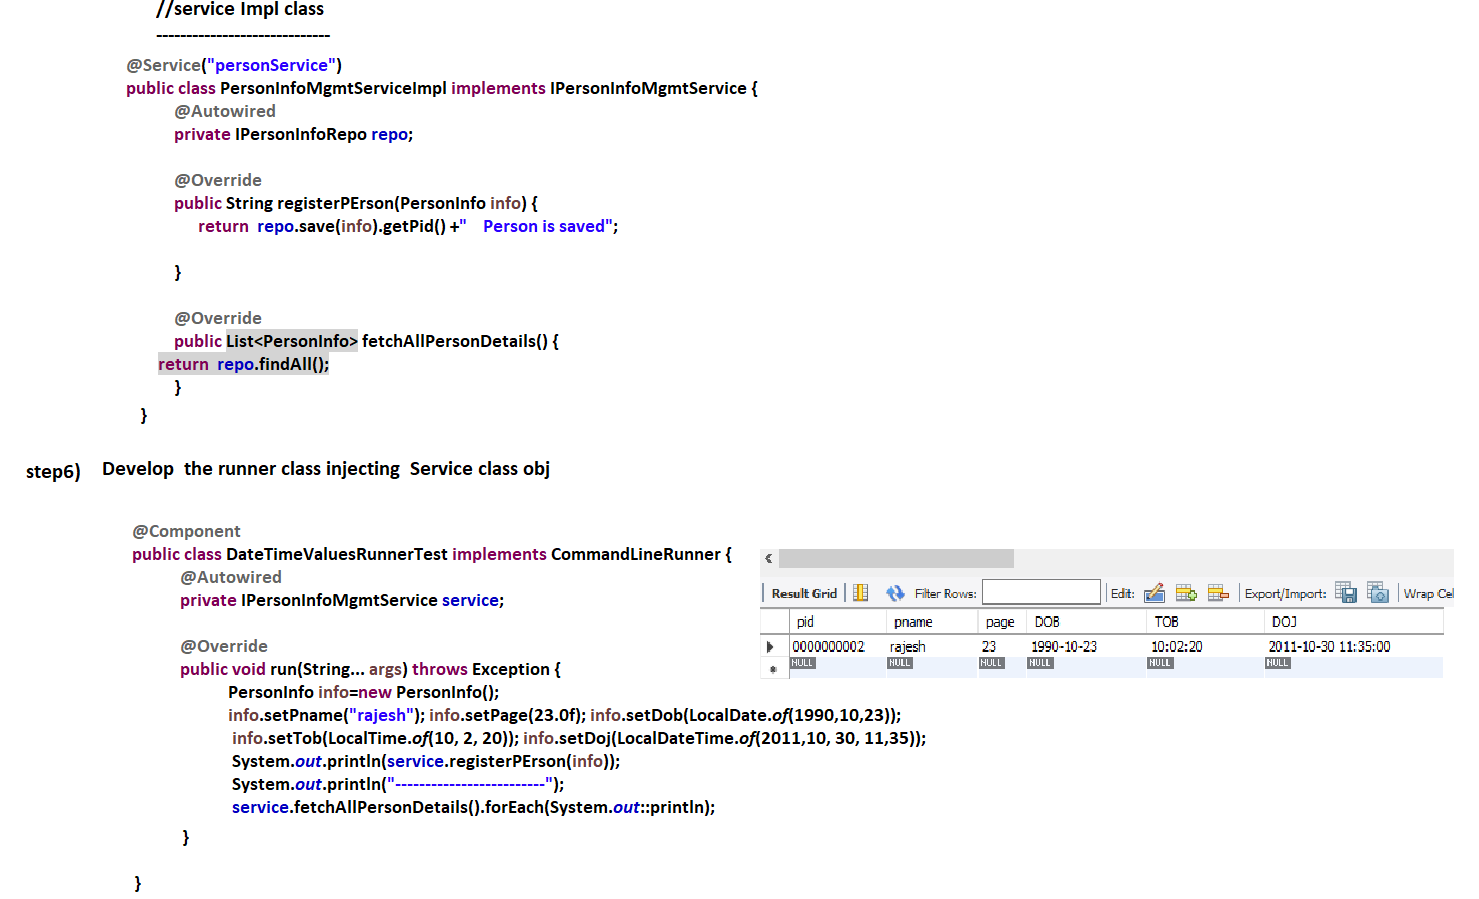 //service Impl class
-----------------------------
@Service("personService")
public class PersonInfoMgmtServiceImpl implements IPersonInfoMgmtService {
@Autowired
private IPersonInfoRepo repo;
@Override
public String registerPErson(PersonInfo info) {
return  repo.save(info).getPid() +"    Person is saved";
}
@Override
public List<PersonInfo> fetchAllPersonDetails() {
return  repo.findAll();
}
}
step6)    Develop  the runner class injecting  Service class obj
@Component
public class DateTimeValuesRunnerTest implements CommandLineRunner {
@Autowired
private IPersonInfoMgmtService service;
@Override
public void run(String... args) throws Exception {
PersonInfo info=new PersonInfo();
info.setPname("rajesh"); info.setPage(23.0f); info.setDob(LocalDate.of(1990,10,23));
info.setTob(LocalTime.of(10, 2, 20)); info.setDoj(LocalDateTime.of(2011,10, 30, 11,35));
System.out.println(service.registerPErson(info));
System.out.println("-------------------------");
service.fetchAllPersonDetails().forEach(System.out::println);
}
}
Result Grid Filter Rows: Edit: Export/Import: Wrap Cel
pid pname page DOB TOB DOJ
0000000002 rajesh 23 1990-10-23 10:02:20 2011-10-30 11:35:00
NULL NULL NULL NULL NULL NULL